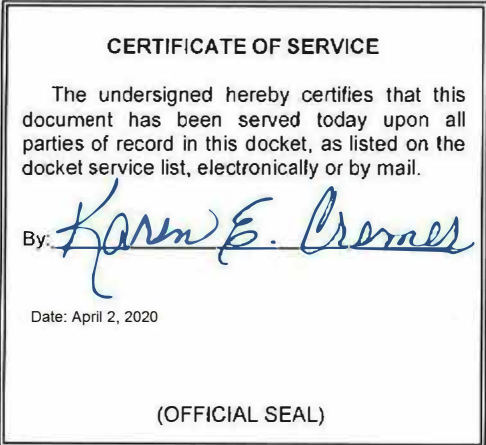 CERTIFICATE OF SERVICE
The undersigned hereby certifies that this
document has been served today upon all
parties of record in this docket, as listed on the
docket service list, electronically or by mail.
By: Karen E. Cremer
Date: April 2, 2020
(OFFICIAL SEAL)